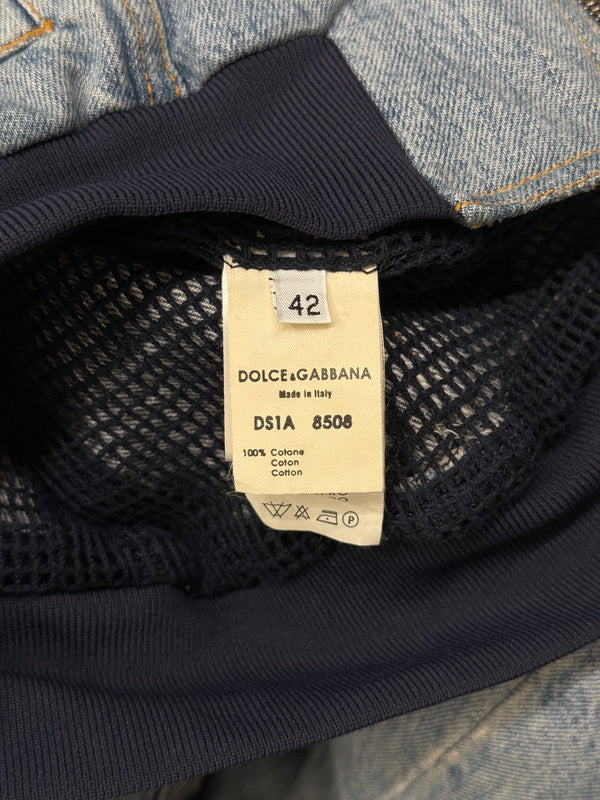 42
DOLCE&GABBANA
Made in Italy
DS1A 8508
100% Cotone
Coton
Cotton
P